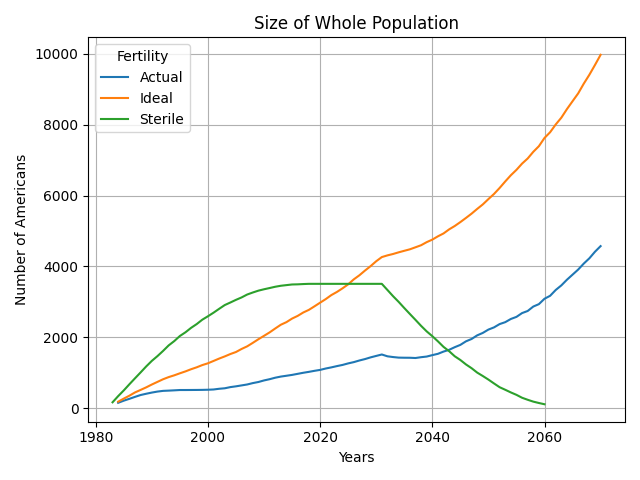 Size of Whole Population
Fertility
Actual
Ideal
Sterile
Number of Americans
10000
8000
6000
4000
2000
0
1980
2000
2020
2040
2060
Years